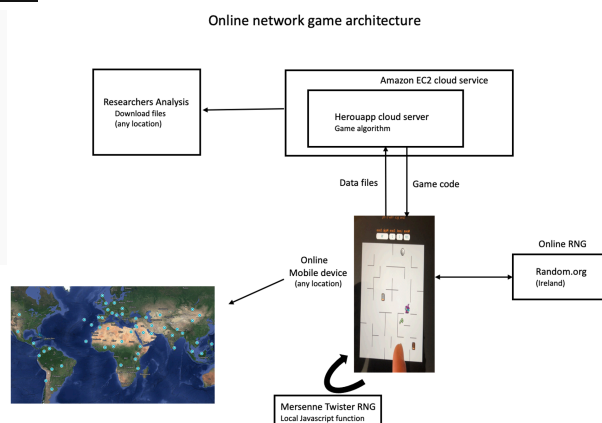 Online network game architecture
Amazon EC2 cloud service
Researchers Analysis
Download files
(any location)
Herouapp cloud server
Game algorithm
Data files
Game code
Online RNG
Online
Mobile device
(any location)
Random.org
(Ireland)
Mersenne Twister RNG
Local Javascript function